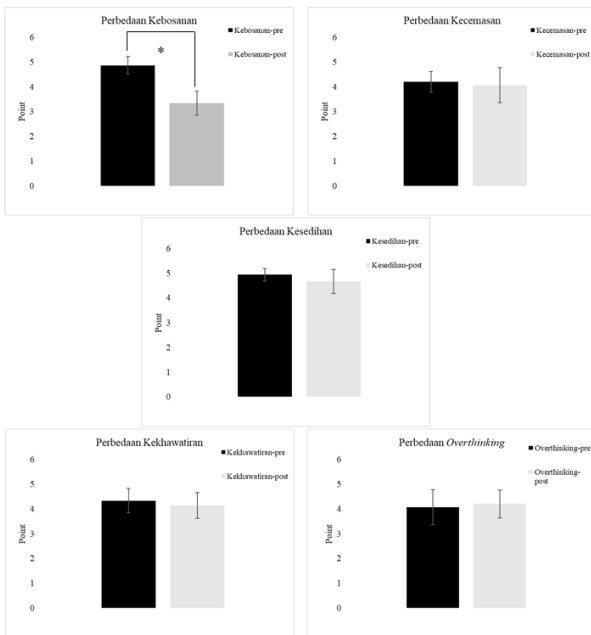 Perbedaan Kebosanan
Kebosanan-pre
Kebosanan-post
*
Point
6
5
4
3
2
1
0
Perbedaan Kecemasan
Kecemasan-pre
Kecemasan-post
Point
6
5
4
3
2
1
0
Perbedaan Kesedihan
Kesedihan-pre
Kesedihan-post
Point
6
5
4
3
2
1
0
Perbedaan Kekhawatiran
Kekhawatiran-pre
Kekhawatiran-post
Point
6
5
4
3
2
1
0
Perbedaan Overthinking
Overthinking-pre
Overthinking-
post
Point
6
5
4
3
2
1
0